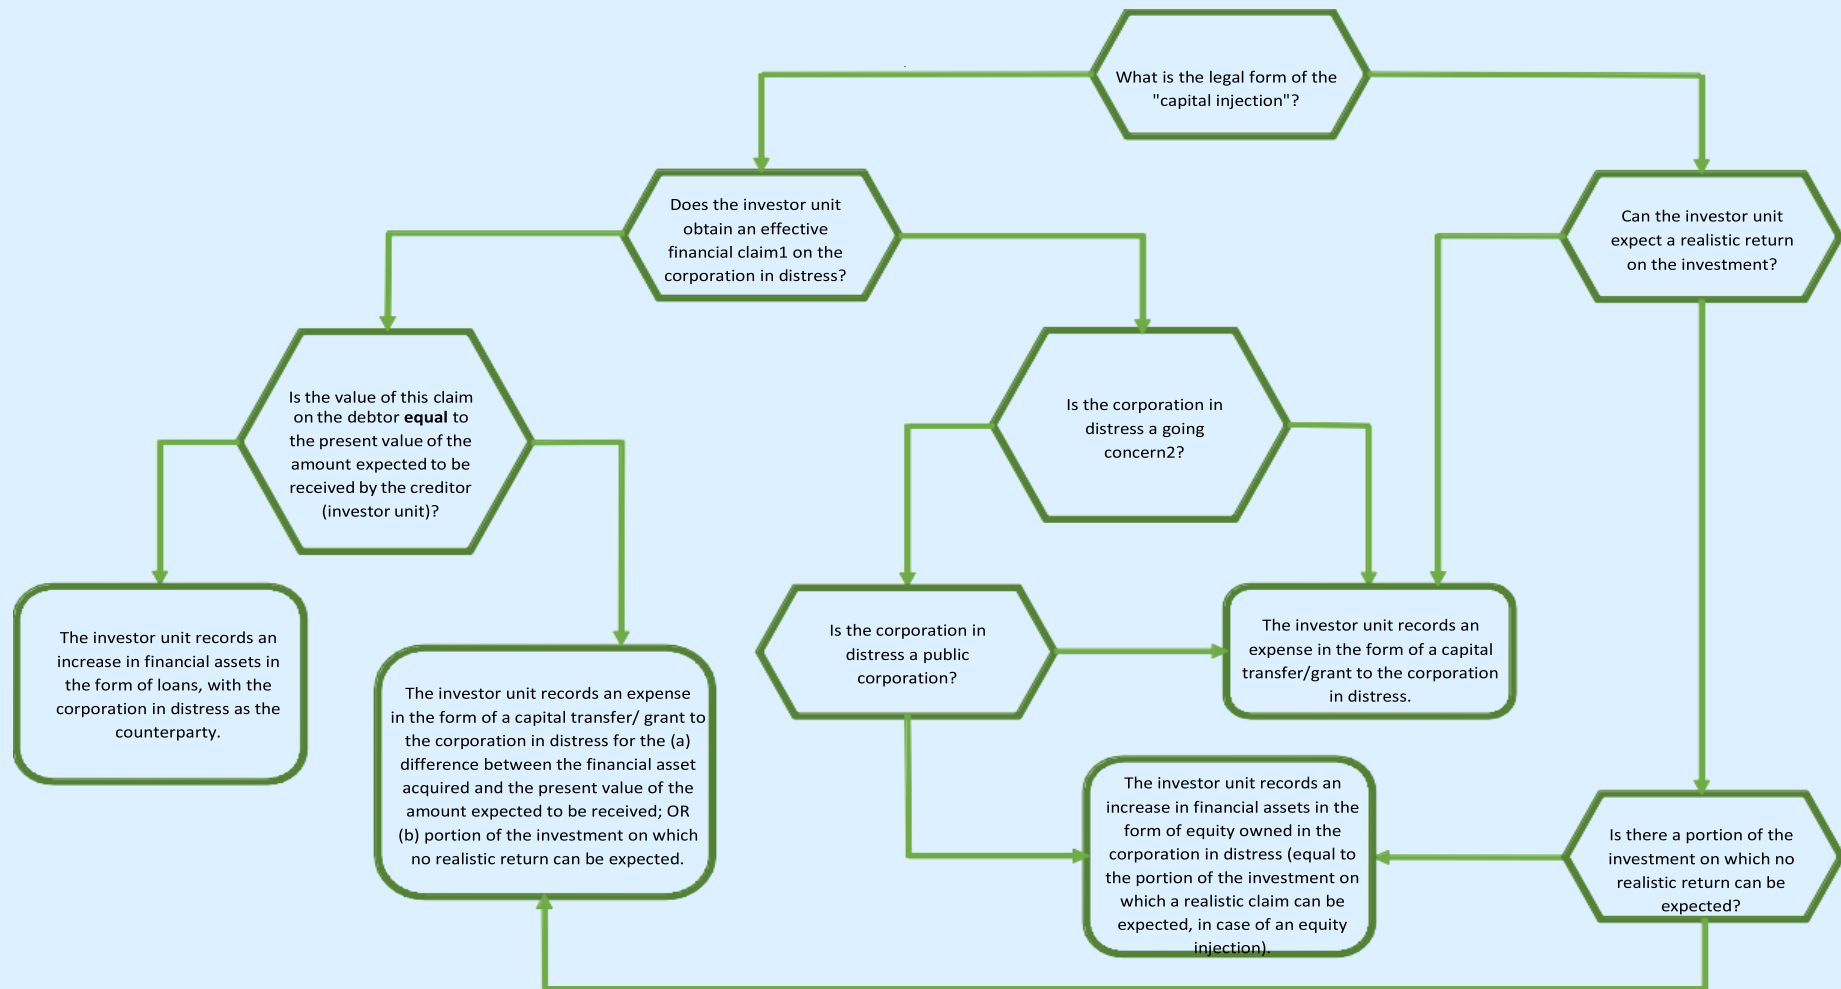 What is the legal form of the
"capital injection"?
Does the investor unit
obtain an effective
financial claim1 on the
corporation in distress?
Can the investor unit
expect a realistic return
on the investment?
Is the value of this claim
on the debtor equal to
the present value of the
amount expected to be
received by the creditor
(investor unit)?
Is the corporation in
distress a going
concern2?
The investor unit records an
increase in financial assets in
the form of loans, with the
corporation in distress as the
counterparty.
The investor unit records an expense
in the form of a capital transfer/ grant to
the corporation in distress for the (a)
difference between the financial asset
acquired and the present value of the
amount expected to be received; OR
(b) portion of the investment on which
no realistic return can be expected.
Is the corporation in
distress a public
corporation?
The investor unit records an
expense in the form of a capital
transfer/grant to the corporation
in distress.
The investor unit records an
increase in financial assets in the
form of equity owned in the
corporation in distress (equal to
the portion of the investment on
which a realistic claim can be
expected, in case of an equity
injection).
Is there a portion of the
investment on which no
realistic return can be
expected?